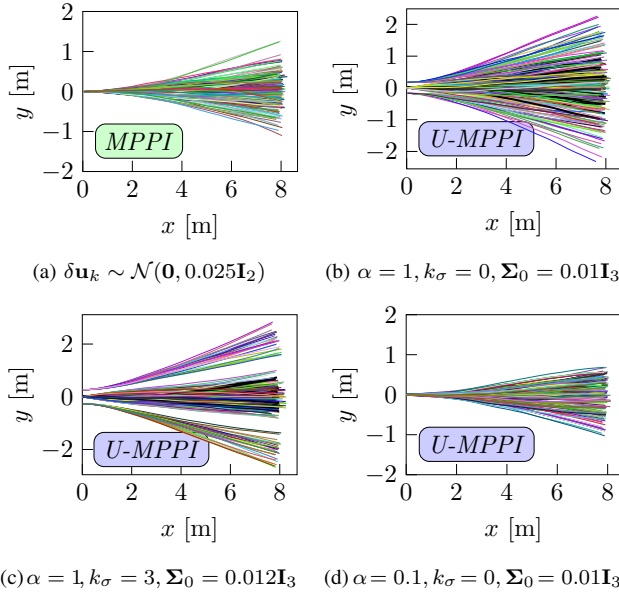 2
1
0
−1
−2
y [m]
MPPI
0 2 4 6 8
x [m]
(a) δu_k ∼ 𝒩(0, 0.025I_2)
2
1
0
−1
−2
y [m]
U-MPPI
0 2 4 6 8
x [m]
(b) α = 1, k_σ = 0, Σ_0 = 0.01I_3
2
0
−2
y [m]
U-MPPI
0 2 4 6 8
x [m]
(c) α = 1, k_σ = 3, Σ_0 = 0.012I_3
2
1
0
−1
−2
y [m]
U-MPPI
0 2 4 6 8
x [m]
(d) α = 0.1, k_σ = 0, Σ_0 = 0.01I_3